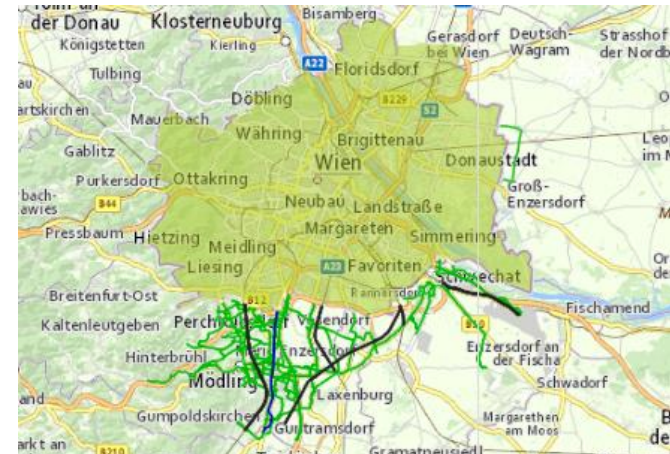 der Donau
Klosterneuburg
Bisamberg
Königstetten
Kierling
Gerasdorf
bei Wien
Deutsch-
Wagram
Strasshof
Tulbing
A22
Floridsdorf
Döbling
B229
S2
Mauerbach
Währing
Brigittenau
Gablitz
Wien
Donaustadt
Purkersdorf
Ottakring
Groß-
Enzersdorf
B44
Neubau
Landstraße
Pressbaum
Hietzing
Margareten
Simmering
Meidling
Liesing
A23
Favoriten
Schwechat
Breitenfurt-Ost
B12
Rannersdorf
Fischamend
Kaltenleutgeben
Vösendorf
Hinterbrühl
Enzersdorf an
der Fischa
Mödling
Schwadorf
Laxenburg
Gumpoldskirchen
Guntramsdorf
Margarethen
am Moos
B210